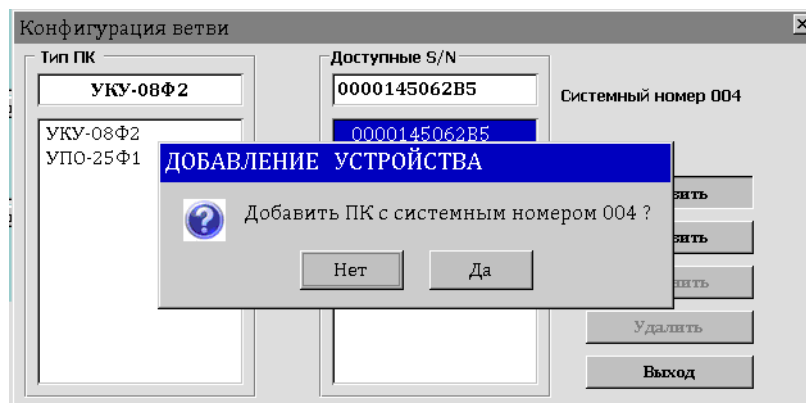 Конфигурация ветви
Тип ПК
УКУ-08Ф2
УКУ-08Ф2
УПО-25Ф1
Доступные S/N
0000145062B5
0000145062B5
Системный номер 004
ДОБАВЛЕНИЕ УСТРОЙСТВА
Добавить ПК с системным номером 004 ?
Нет
Да
Удалить
Выход